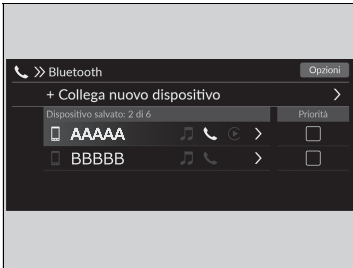 Bluetooth
Opzioni
+ Collega nuovo dispositivo
Dispositivo salvato: 2 di 6
Priorità
AAAAA
BBBBB